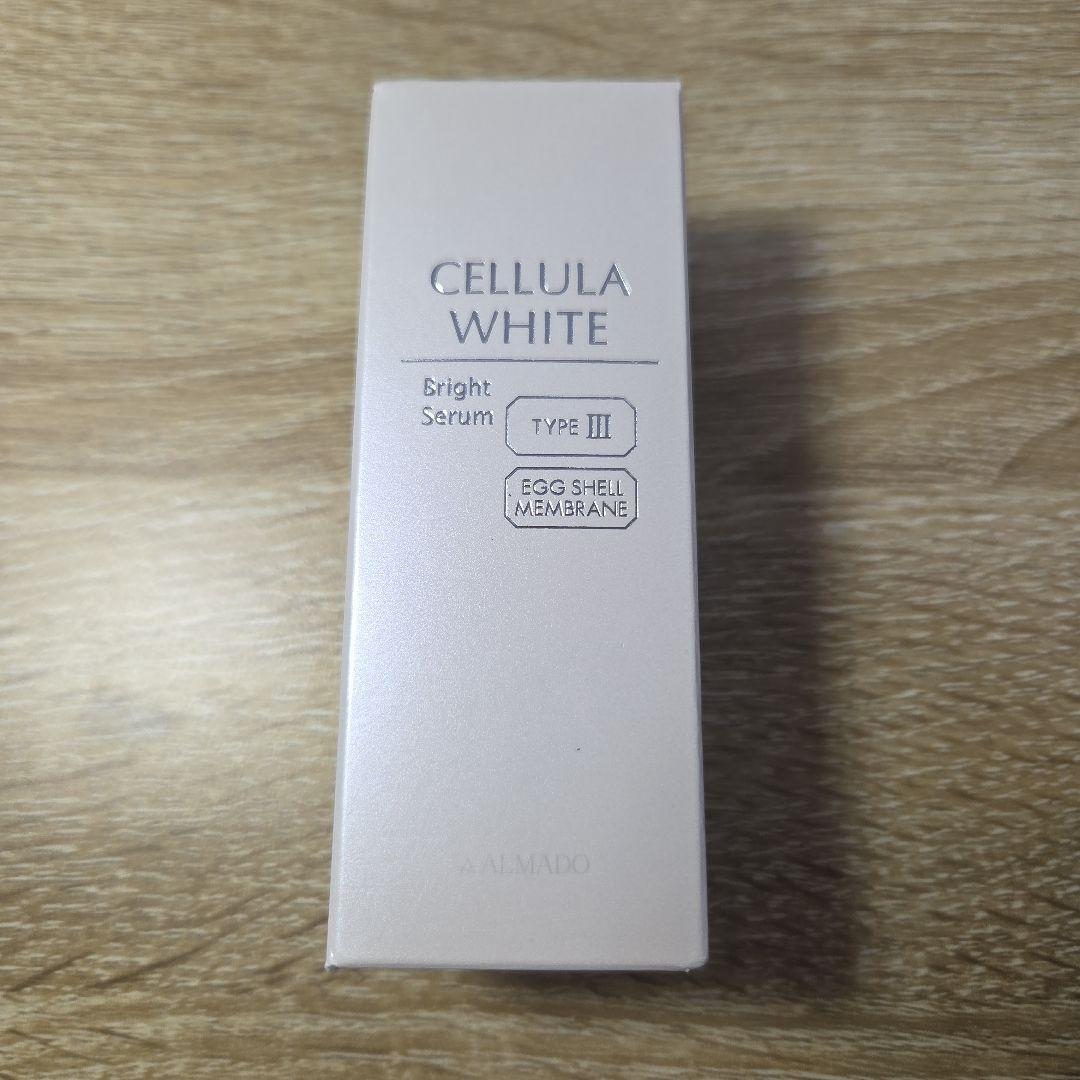 CELLULA
WHITE
Bright
Serum
TYPE III
EGG SHELL
MEMBRANE
ALMADO